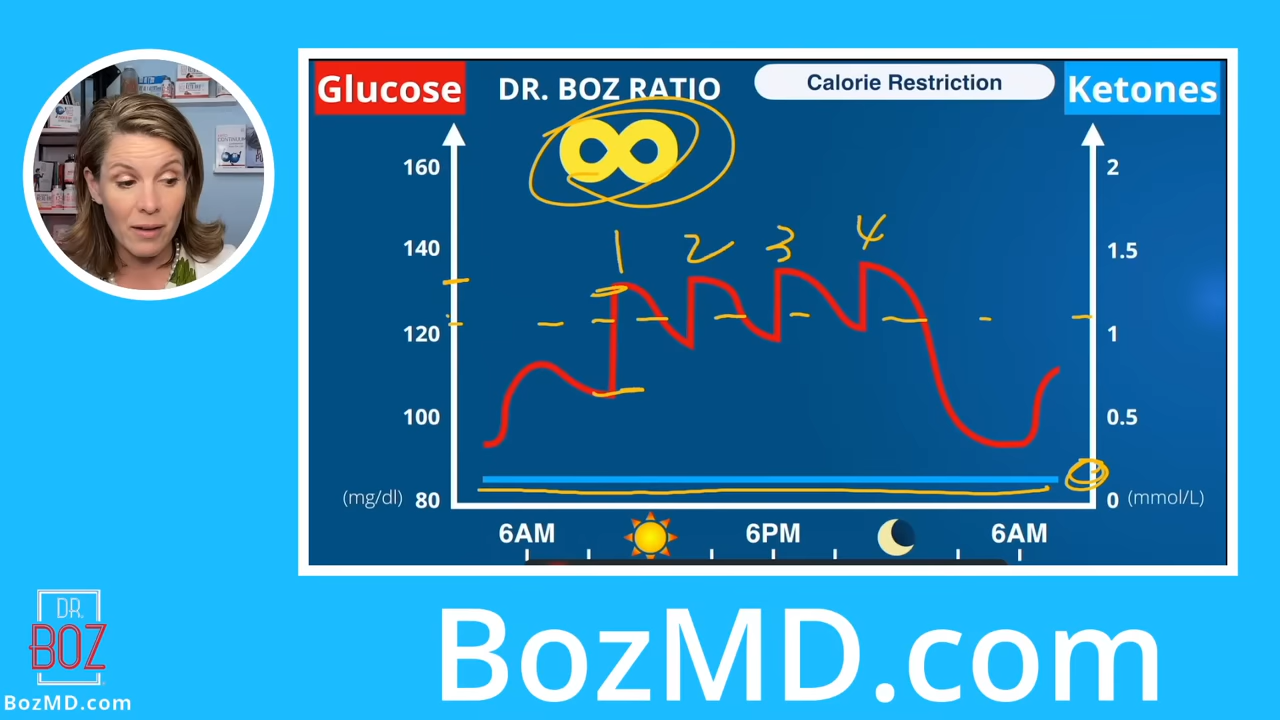 Glucose
DR. BOZ RATIO
Calorie Restriction
Ketones
160
140
120
100
(mg/dl) 80
1 2 3 4
2
1.5
1
0.5
0 (mmol/L)
6AM 6PM 6AM
DR.
BOZ
BozMD.com
BozMD.com